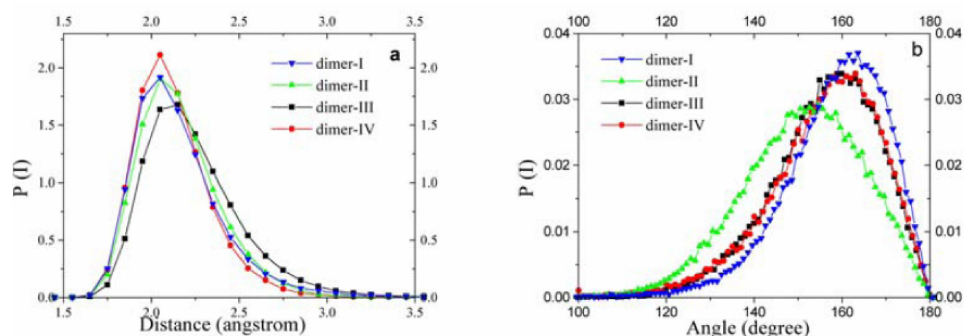 1.5 2.0 2.5 3.0 3.5
a
2.0
1.5
1.0
0.5
0.0
P (I)
dimer-I
dimer-II
dimer-III
dimer-IV
2.0
1.0
0.0
1.5 2.0 2.5 3.0 3.5
Distance (angstrom)
100 120 140 160 180
b
0.04
0.03
0.02
0.01
0.00
P (I)
dimer-I
dimer-II
dimer-III
dimer-IV
0.04
0.03
0.02
0.01
0.00
100 120 140 160 180
Angle (degree)